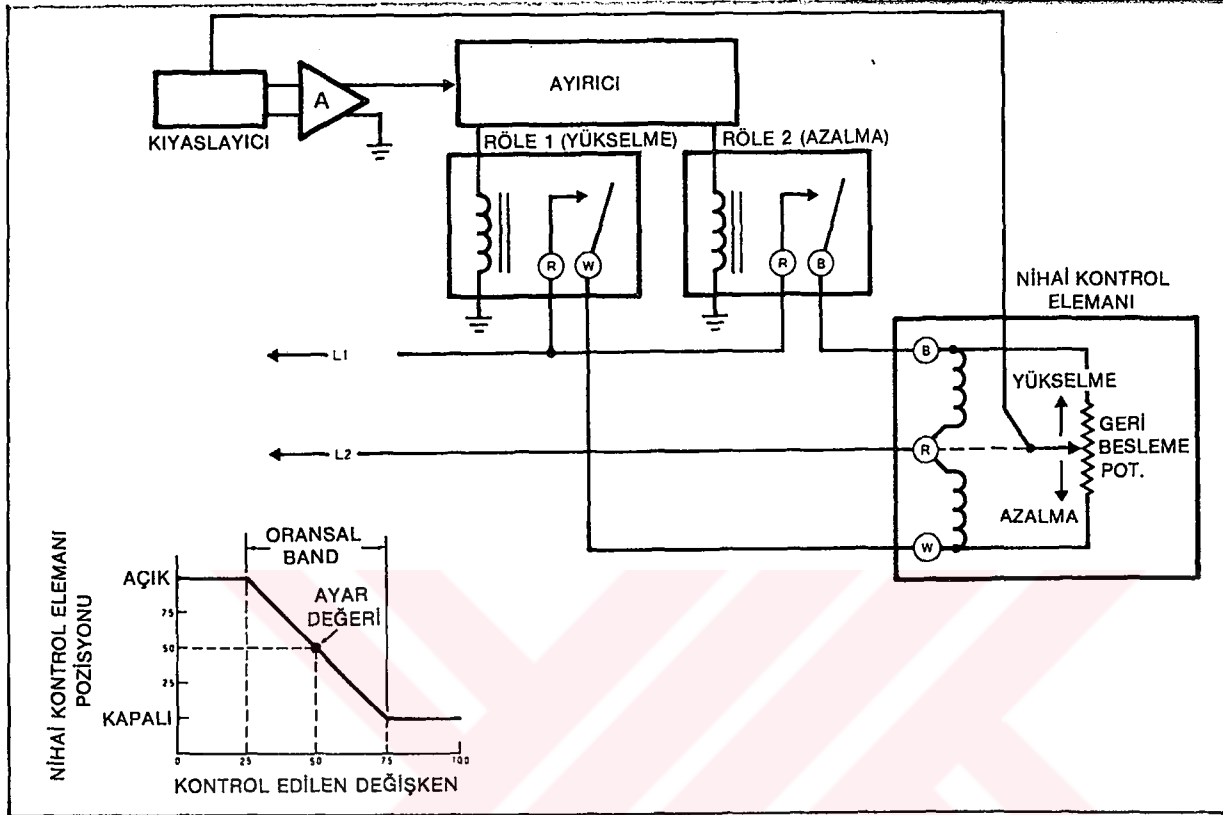 AYIRICI
A
KIYASLAYICI
RÖLE 1 (YÜKSELME)
RÖLE 2 (AZALMA)
R
W
R
B
NİHAİ KONTROL
ELEMANI
L1
B
YÜKSELME
GERİ
BESLEME
POT.
L2
R
AZALMA
W
ORANSAL
BAND
NİHAİ KONTROL ELEMANI
POZİSYONU
AÇIK
75
50
25
KAPALI
AYAR
DEĞERİ
0 25 50 75 100
KONTROL EDİLEN DEĞİŞKEN